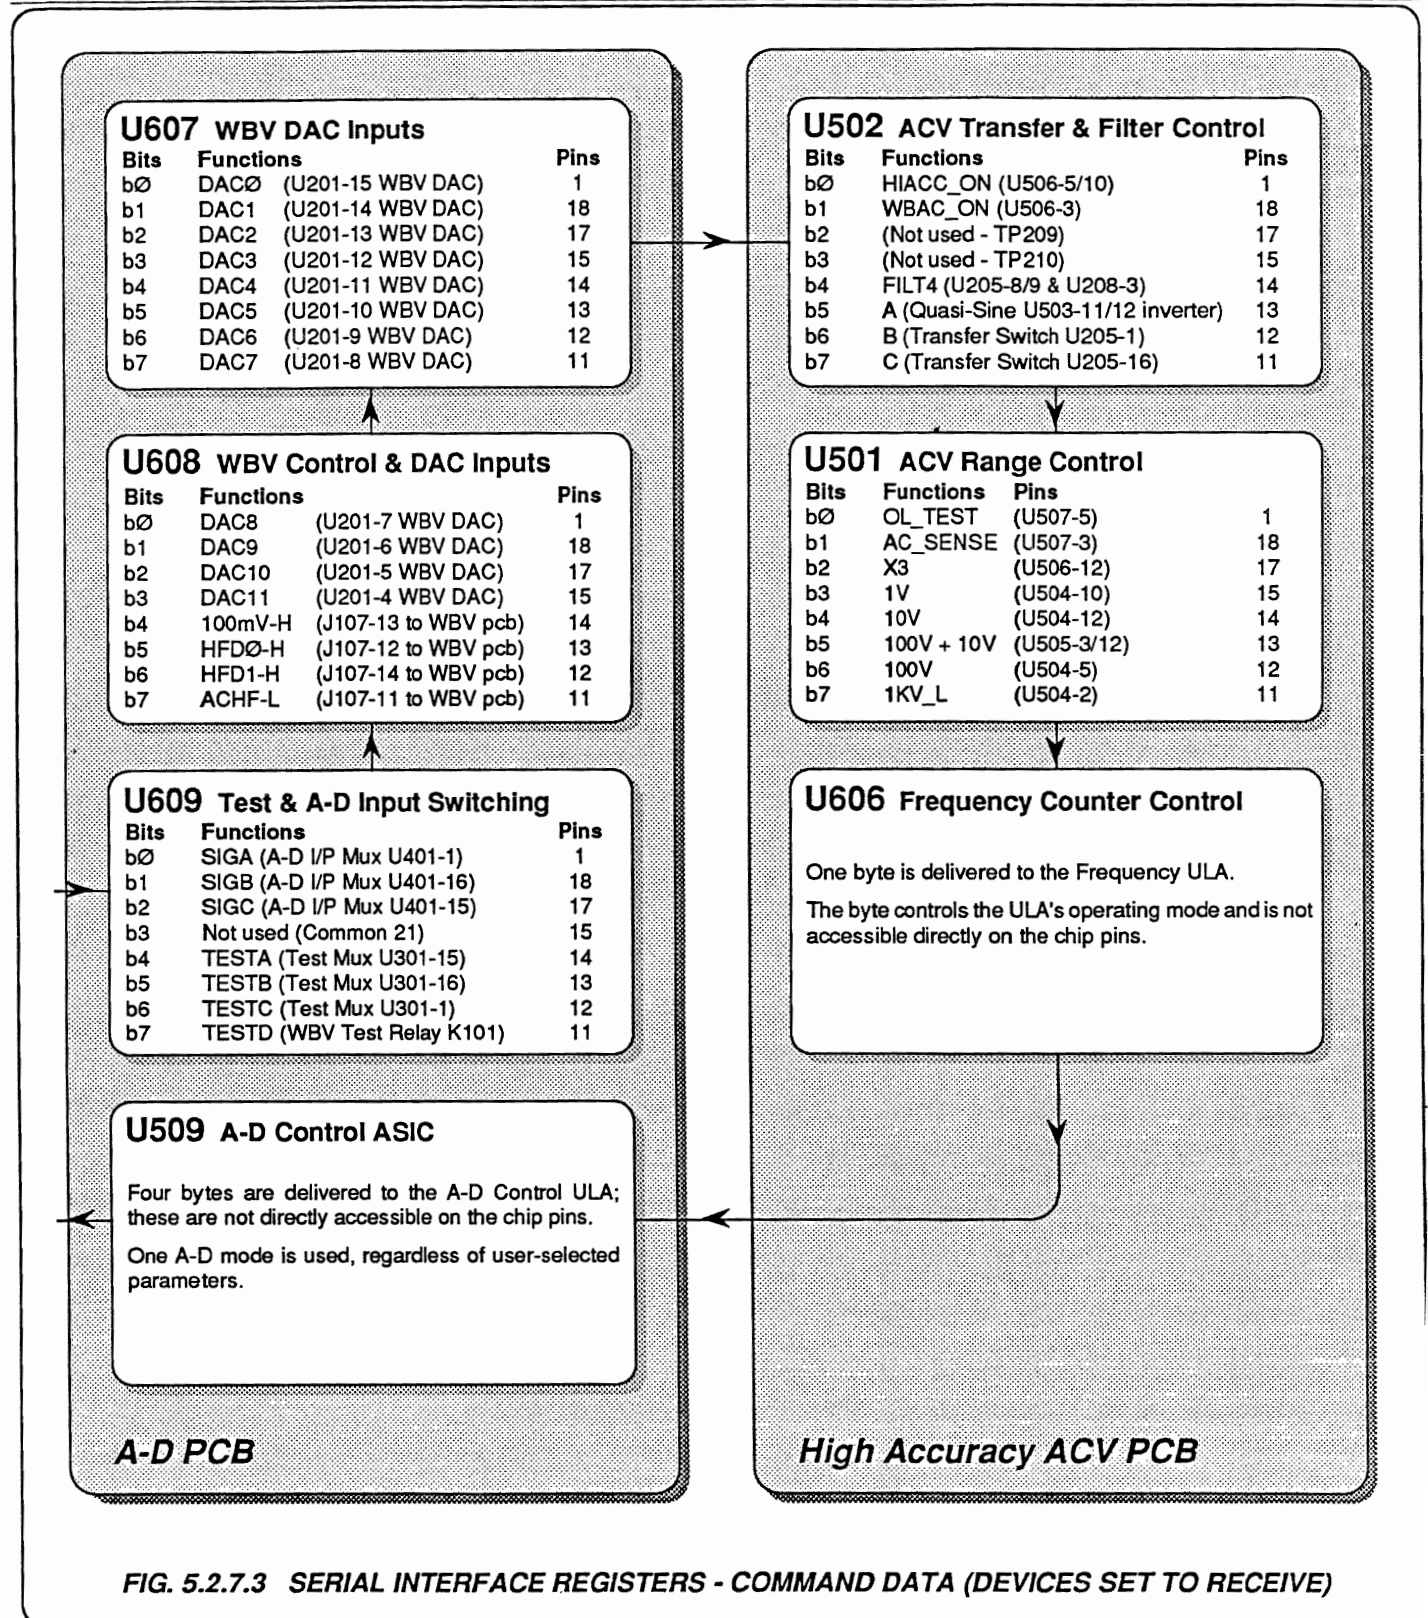 U607 WBV DAC Inputs
Bits Functions Pins
bØ DACØ (U201-15 WBV DAC) 1
b1 DAC1 (U201-14 WBV DAC) 18
b2 DAC2 (U201-13 WBV DAC) 17
b3 DAC3 (U201-12 WBV DAC) 15
b4 DAC4 (U201-11 WBV DAC) 14
b5 DAC5 (U201-10 WBV DAC) 13
b6 DAC6 (U201-9 WBV DAC) 12
b7 DAC7 (U201-8 WBV DAC) 11
U608 WBV Control & DAC Inputs
Bits Functions Pins
bØ DAC8 (U201-7 WBV DAC) 1
b1 DAC9 (U201-6 WBV DAC) 18
b2 DAC10 (U201-5 WBV DAC) 17
b3 DAC11 (U201-4 WBV DAC) 15
b4 100mV-H (J107-13 to WBV pcb) 14
b5 HFDØ-H (J107-12 to WBV pcb) 13
b6 HFD1-H (J107-14 to WBV pcb) 12
b7 ACHF-L (J107-11 to WBV pcb) 11
U609 Test & A-D Input Switching
Bits Functions Pins
bØ SIGA (A-D I/P Mux U401-1) 1
b1 SIGB (A-D I/P Mux U401-16) 18
b2 SIGC (A-D I/P Mux U401-15) 17
b3 Not used (Common 21) 15
b4 TESTA (Test Mux U301-15) 14
b5 TESTB (Test Mux U301-16) 13
b6 TESTC (Test Mux U301-1) 12
b7 TESTD (WBV Test Relay K101) 11
U509 A-D Control ASIC
Four bytes are delivered to the A-D Control ULA;
these are not directly accessible on the chip pins.
One A-D mode is used, regardless of user-selected
parameters.
A-D PCB
U502 ACV Transfer & Filter Control
Bits Functions Pins
bØ HIACC_ON (U506-5/10) 1
b1 WBAC_ON (U506-3) 18
b2 (Not used - TP209) 17
b3 (Not used - TP210) 15
b4 FILT4 (U205-8/9 & U208-3) 14
b5 A (Quasi-Sine U503-11/12 inverter) 13
b6 B (Transfer Switch U205-1) 12
b7 C (Transfer Switch U205-16) 11
U501 ACV Range Control
Bits Functions Pins
bØ OL_TEST (U507-5) 1
b1 AC_SENSE (U507-3) 18
b2 X3 (U506-12) 17
b3 1V (U504-10) 15
b4 10V (U504-12) 14
b5 100V + 10V (U505-3/12) 13
b6 100V (U504-5) 12
b7 1KV_L (U504-2) 11
U606 Frequency Counter Control
One byte is delivered to the Frequency ULA.
The byte controls the ULA's operating mode and is not
accessible directly on the chip pins.
High Accuracy ACV PCB
FIG. 5.2.7.3 SERIAL INTERFACE REGISTERS - COMMAND DATA (DEVICES SET TO RECEIVE)